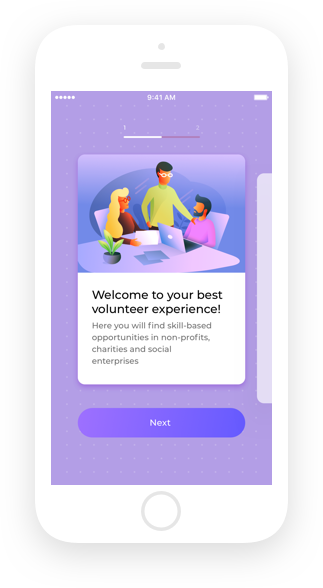 9:41 AM
1 2
Welcome to your best
volunteer experience!
Here you will find skill-based
opportunities in non-profits,
charities and social
enterprises
Next